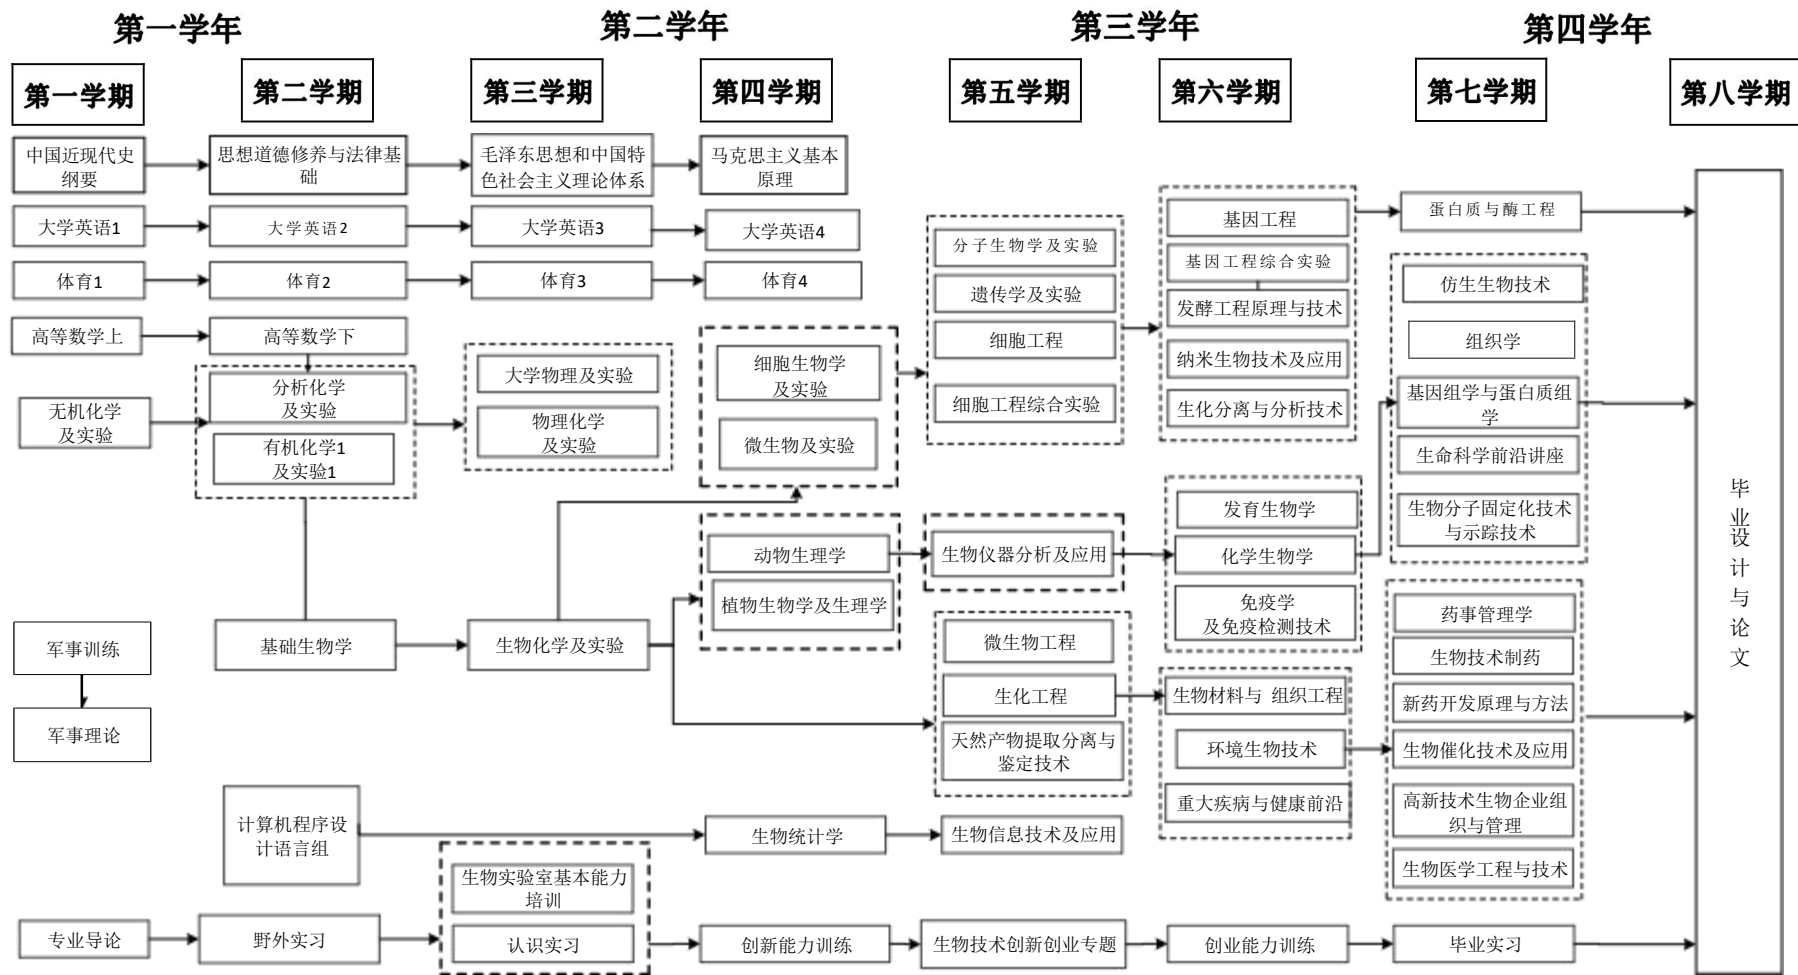 第一学年
第二学年
第三学年
第四学年
第一学期
第二学期
第三学期
第四学期
第五学期
第六学期
第七学期
第八学期
中国近现代史
纲要
思想道德修养与法律基
础
毛泽东思想和中国特
色社会主义理论体系
马克思主义基本
原理
大学英语1
大学英语2
大学英语3
大学英语4
体育1
体育2
体育3
体育4
高等数学上
高等数学下
无机化学
及实验
分析化学
及实验
有机化学1
及实验1
大学物理及实验
物理化学
及实验
细胞生物学
及实验
微生物及实验
分子生物学及实验
遗传学及实验
细胞工程
细胞工程综合实验
基因工程
基因工程综合实验
发酵工程原理与技术
纳米生物技术及应用
生化分离与分析技术
蛋白质与酶工程
仿生生物技术
组织学
基因组学与蛋白质组
学
生命科学前沿讲座
生物分子固定化技术
与示踪技术
军事训练
军事理论
基础生物学
生物化学及实验
动物生理学
植物生物学及生理学
生物仪器分析及应用
发育生物学
化学生物学
免疫学
及免疫检测技术
微生物工程
生化工程
天然产物提取分离与
鉴定技术
生物材料与 组织工程
环境生物技术
重大疾病与健康前沿
药事管理学
生物技术制药
新药开发原理与方法
生物催化技术及应用
高新技术生物企业组
织与管理
生物医学工程与技术
计算机程序设
计语言组
生物统计学
生物信息技术及应用
专业导论
野外实习
生物实验室基本能力
培训
认识实习
创新能力训练
生物技术创新创业专题
创业能力训练
毕业实习
毕业设计与论文